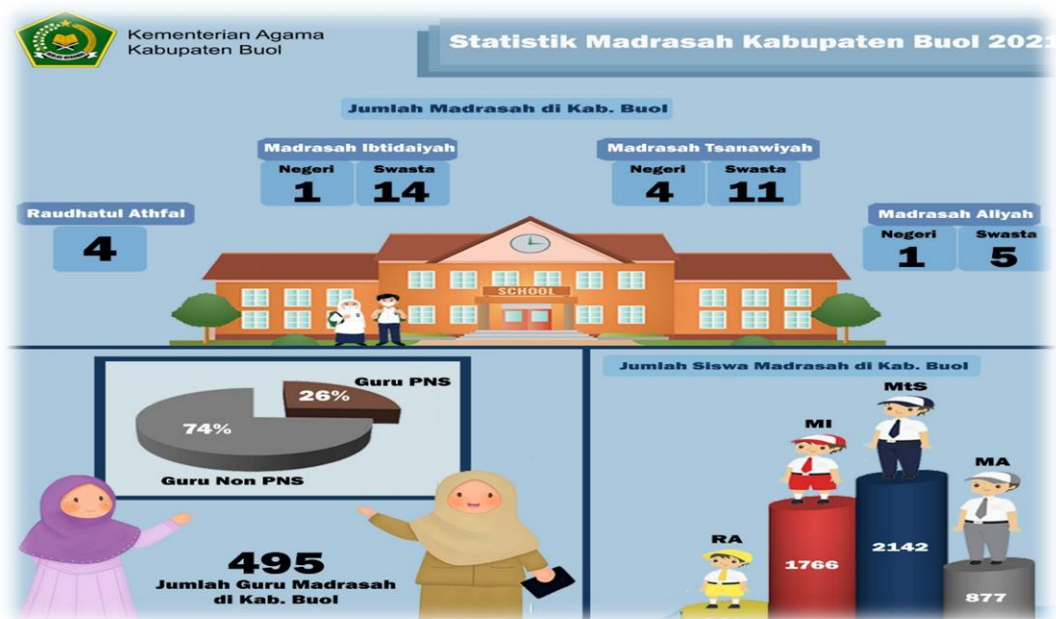 Kementerian Agama
Kabupaten Buol
Statistik Madrasah Kabupaten Buol 2021
Jumlah Madrasah di Kab. Buol
Raudhatul Athfal
4
Madrasah Ibtidaiyah
Negeri Swasta
1 14
Madrasah Tsanawiyah
Negeri Swasta
4 11
Madrasah Aliyah
Negeri Swasta
1 5
SCHOOL
Guru PNS
26%
74%
Guru Non PNS
495
Jumlah Guru Madrasah
di Kab. Buol
Jumlah Siswa Madrasah di Kab. Buol
RA
MI
1766
MtS
2142
MA
877